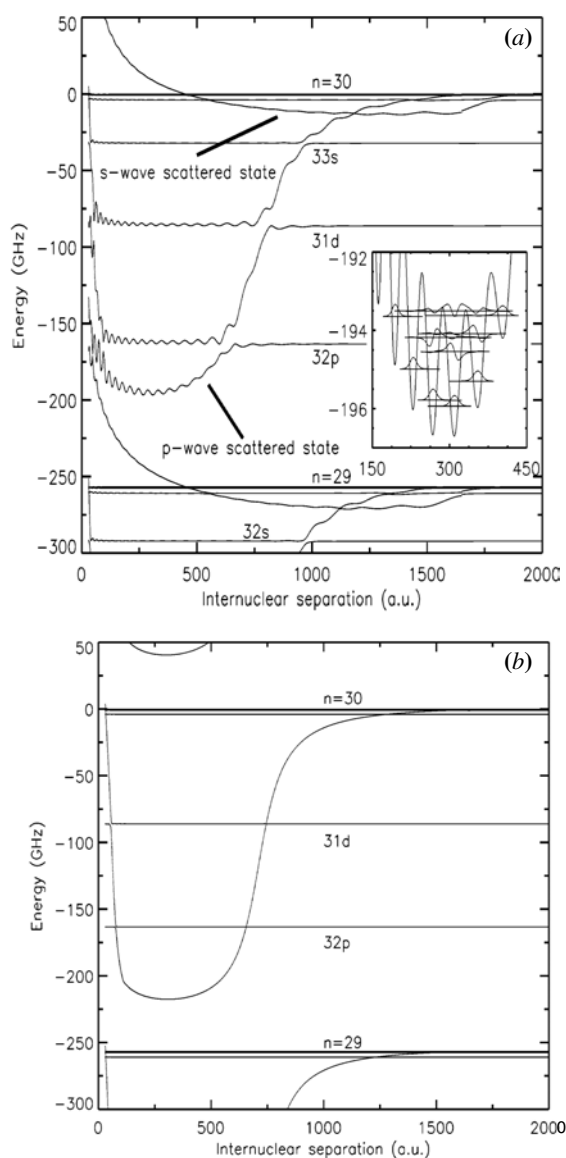 (a)
50
0
−50
−100
−150
−200
−250
−300
Energy (GHz)
n=30
s-wave scattered state
33s
31d
32p
p-wave scattered state
n=29
32s
−192
−194
−196
150
300
450
0
500
1000
1500
2000
Internuclear separation (a.u.)
(b)
50
0
−50
−100
−150
−200
−250
−300
Energy (GHz)
n=30
31d
32p
n=29
0
500
1000
1500
2000
Internuclear separation (a.u.)